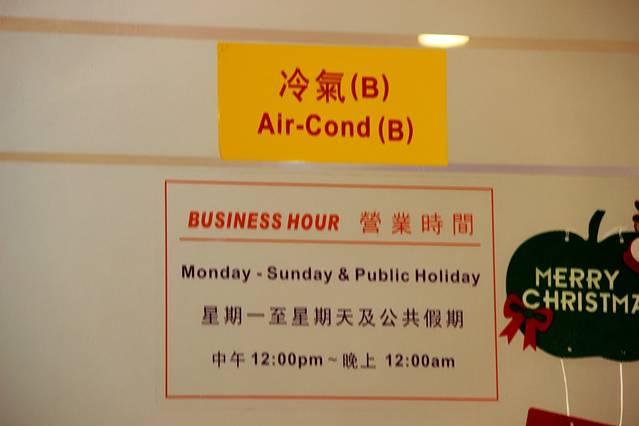 冷氣(B)
Air-Cond (B)
BUSINESS HOUR 營業時間
Monday - Sunday & Public Holiday
星期一至星期天及公共假期
中午 12:00pm ~ 晚上 12:00am
MERRY
CHRISTMA